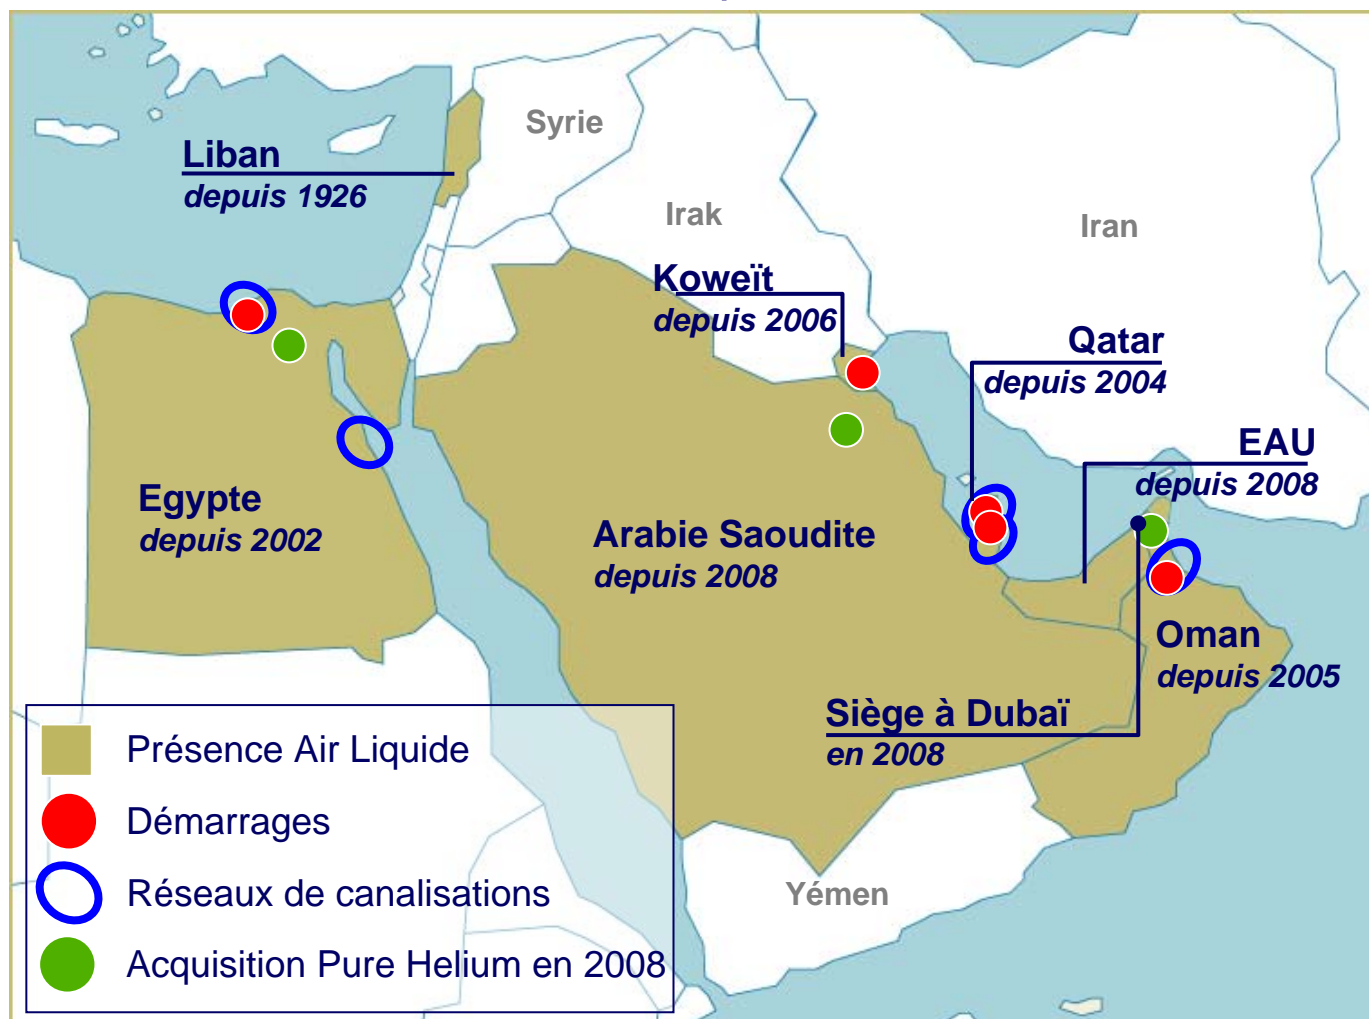 Syrie
Liban
depuis 1926
Irak
Iran
Koweït
depuis 2006
Qatar
depuis 2004
EAU
depuis 2008
Egypte
depuis 2002
Arabie Saoudite
depuis 2008
Oman
depuis 2005
Siège à Dubaï
en 2008
Yémen
Présence Air Liquide
Démarrages
Réseaux de canalisations
Acquisition Pure Helium en 2008